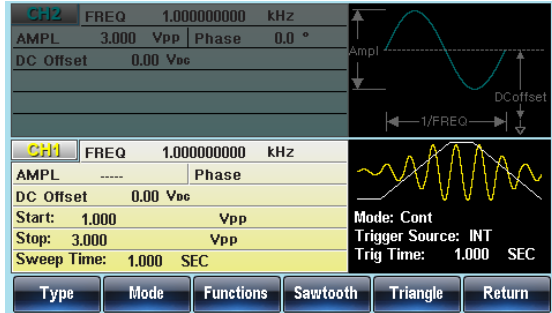 CH2 FREQ 1.000000000 kHz
AMPL 3.000 Vpp Phase 0.0 °
DC Offset 0.00 VDC
Ampl
DCoffset
1/FREQ
CH1 FREQ 1.000000000 kHz
AMPL ----- Phase
DC Offset 0.00 VDC
Start: 1.000 Vpp
Stop: 3.000 Vpp
Sweep Time: 1.000 SEC
Mode: Cont
Trigger Source: INT
Trig Time: 1.000 SEC
Type Mode Functions Sawtooth Triangle Return